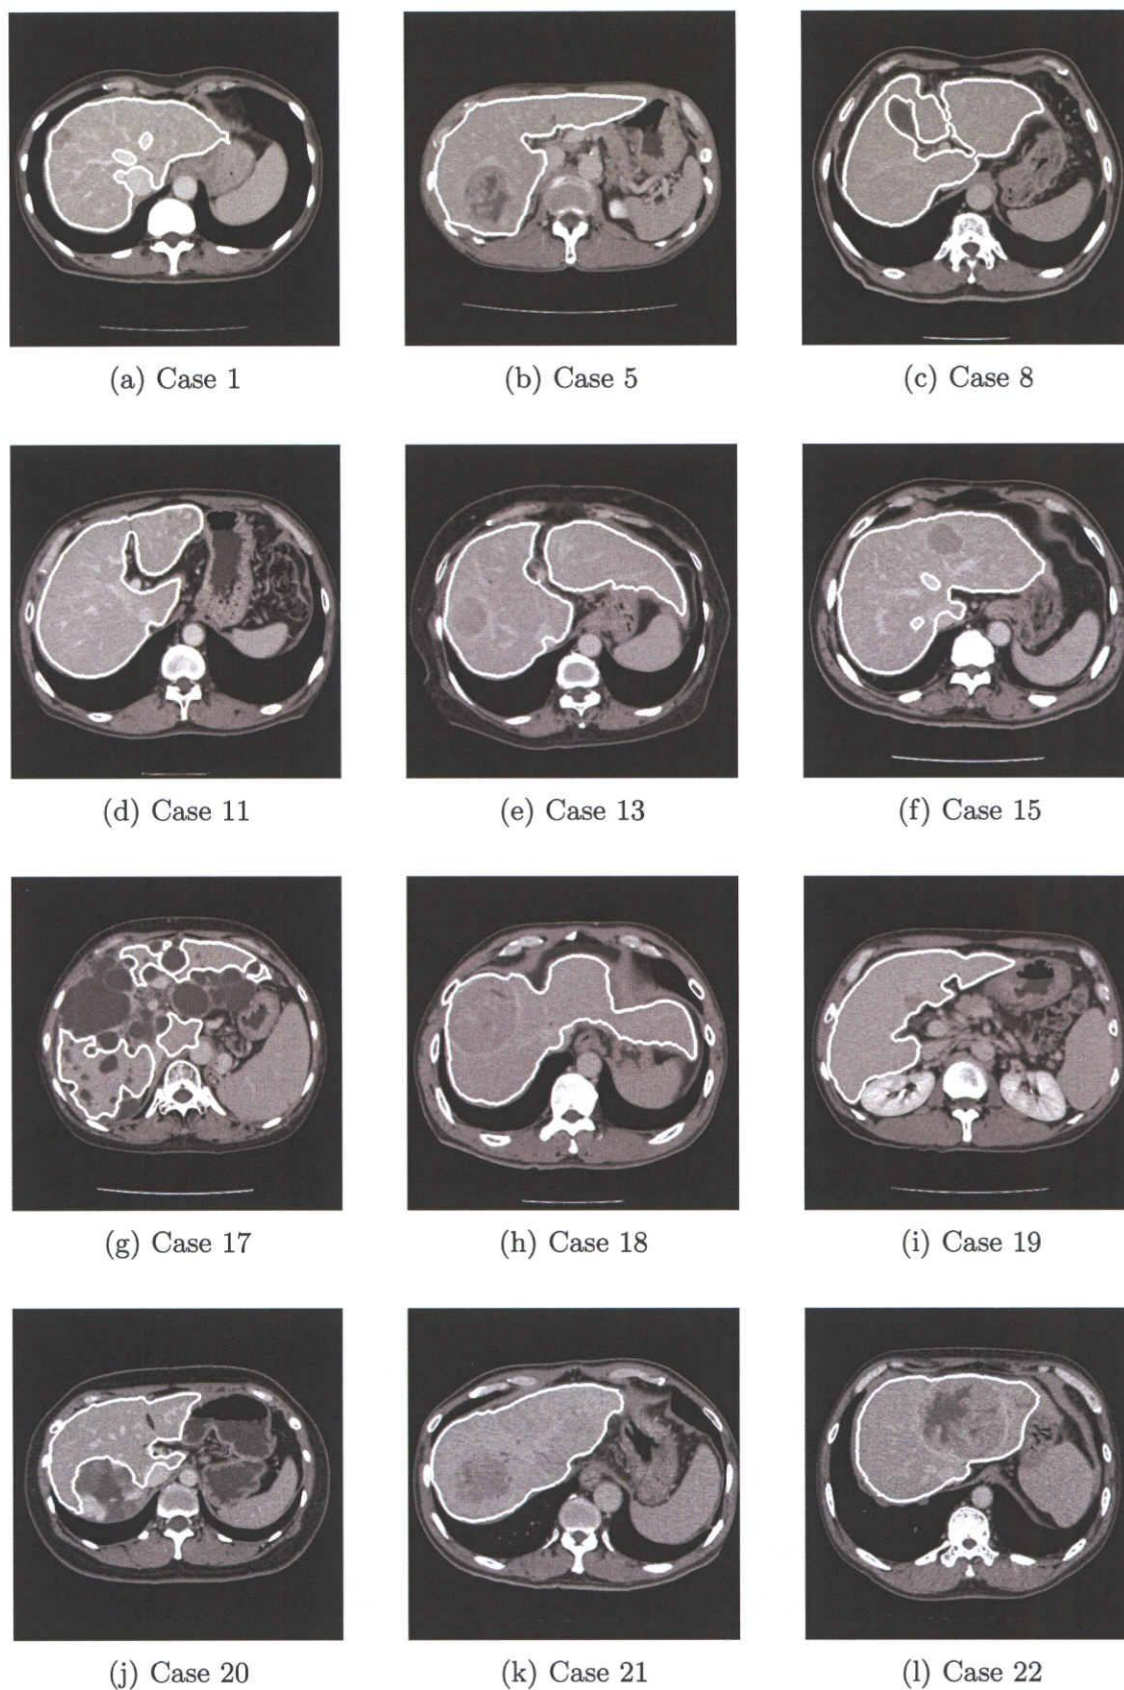 (a) Case 1
(b) Case 5
(c) Case 8
(d) Case 11
(e) Case 13
(f) Case 15
(g) Case 17
(h) Case 18
(i) Case 19
(j) Case 20
(k) Case 21
(l) Case 22